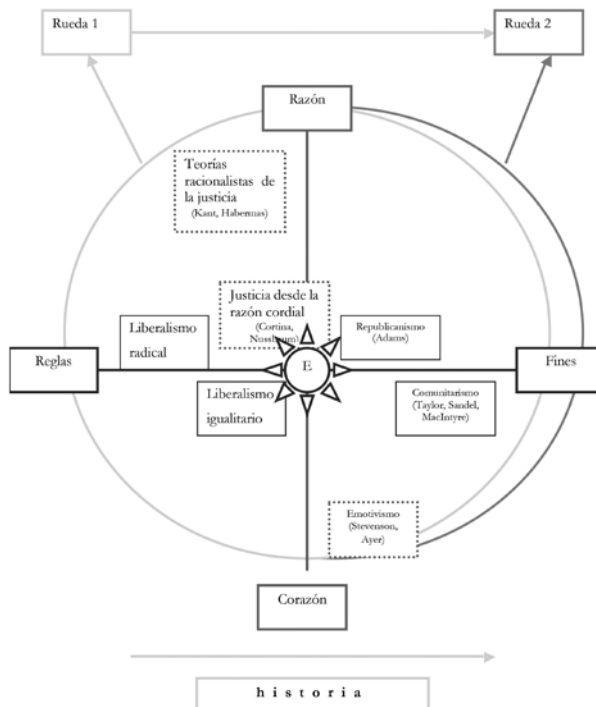 Rueda 1
Rueda 2
Razón
Teorías
racionalistas de
la justicia
(Kant, Habermas)
Justicia desde la
razón cordial
(Cortina,
Nussbaum)
Liberalismo
radical
Republicanismo
(Adams)
Reglas
E
Fines
Liberalismo
igualitario
Comunitarismo
(Taylor, Sandel,
MacIntyre)
Emotivismo
(Stevenson,
Ayer)
Corazón
historia